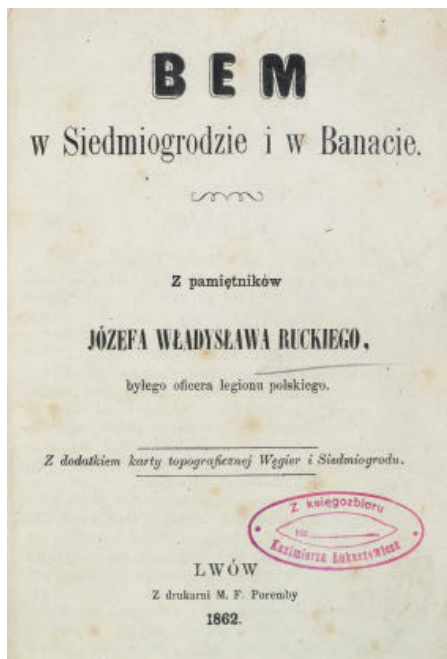 BEM
w Siedmiogrodzie i w Banacie.
Z pamiętników
JÓZEFA WŁADYSŁAWA RUCKIEGO,
byłego oficera legionu polskiego.
Z dodatkiem karty topograficznej Węgier i Siedmiogrodu.
Z księgozbioru
Kazimierza Łukaszewicza
LWÓW
Z drukarni M. F. Poremby
1862.